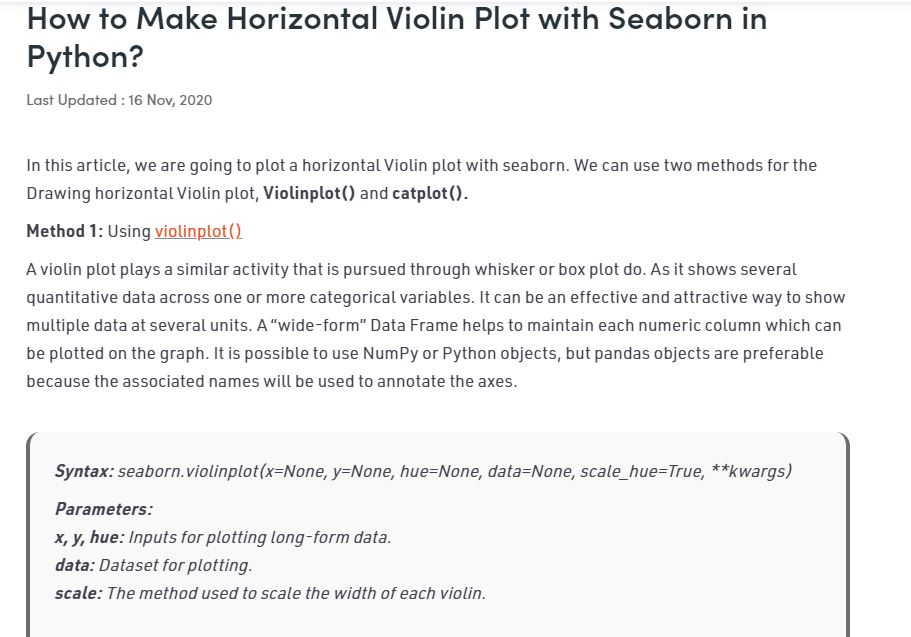 How to Make Horizontal Violin Plot with Seaborn in
Python?
Last Updated : 16 Nov, 2020
In this article, we are going to plot a horizontal Violin plot with seaborn. We can use two methods for the
Drawing horizontal Violin plot, Violinplot() and catplot().
Method 1: Using violinplot()
A violin plot plays a similar activity that is pursued through whisker or box plot do. As it shows several
quantitative data across one or more categorical variables. It can be an effective and attractive way to show
multiple data at several units. A “wide-form” Data Frame helps to maintain each numeric column which can
be plotted on the graph. It is possible to use NumPy or Python objects, but pandas objects are preferable
because the associated names will be used to annotate the axes.
Syntax: seaborn.violinplot(x=None, y=None, hue=None, data=None, scale_hue=True, **kwargs)
Parameters:
x, y, hue: Inputs for plotting long-form data.
data: Dataset for plotting.
scale: The method used to scale the width of each violin.